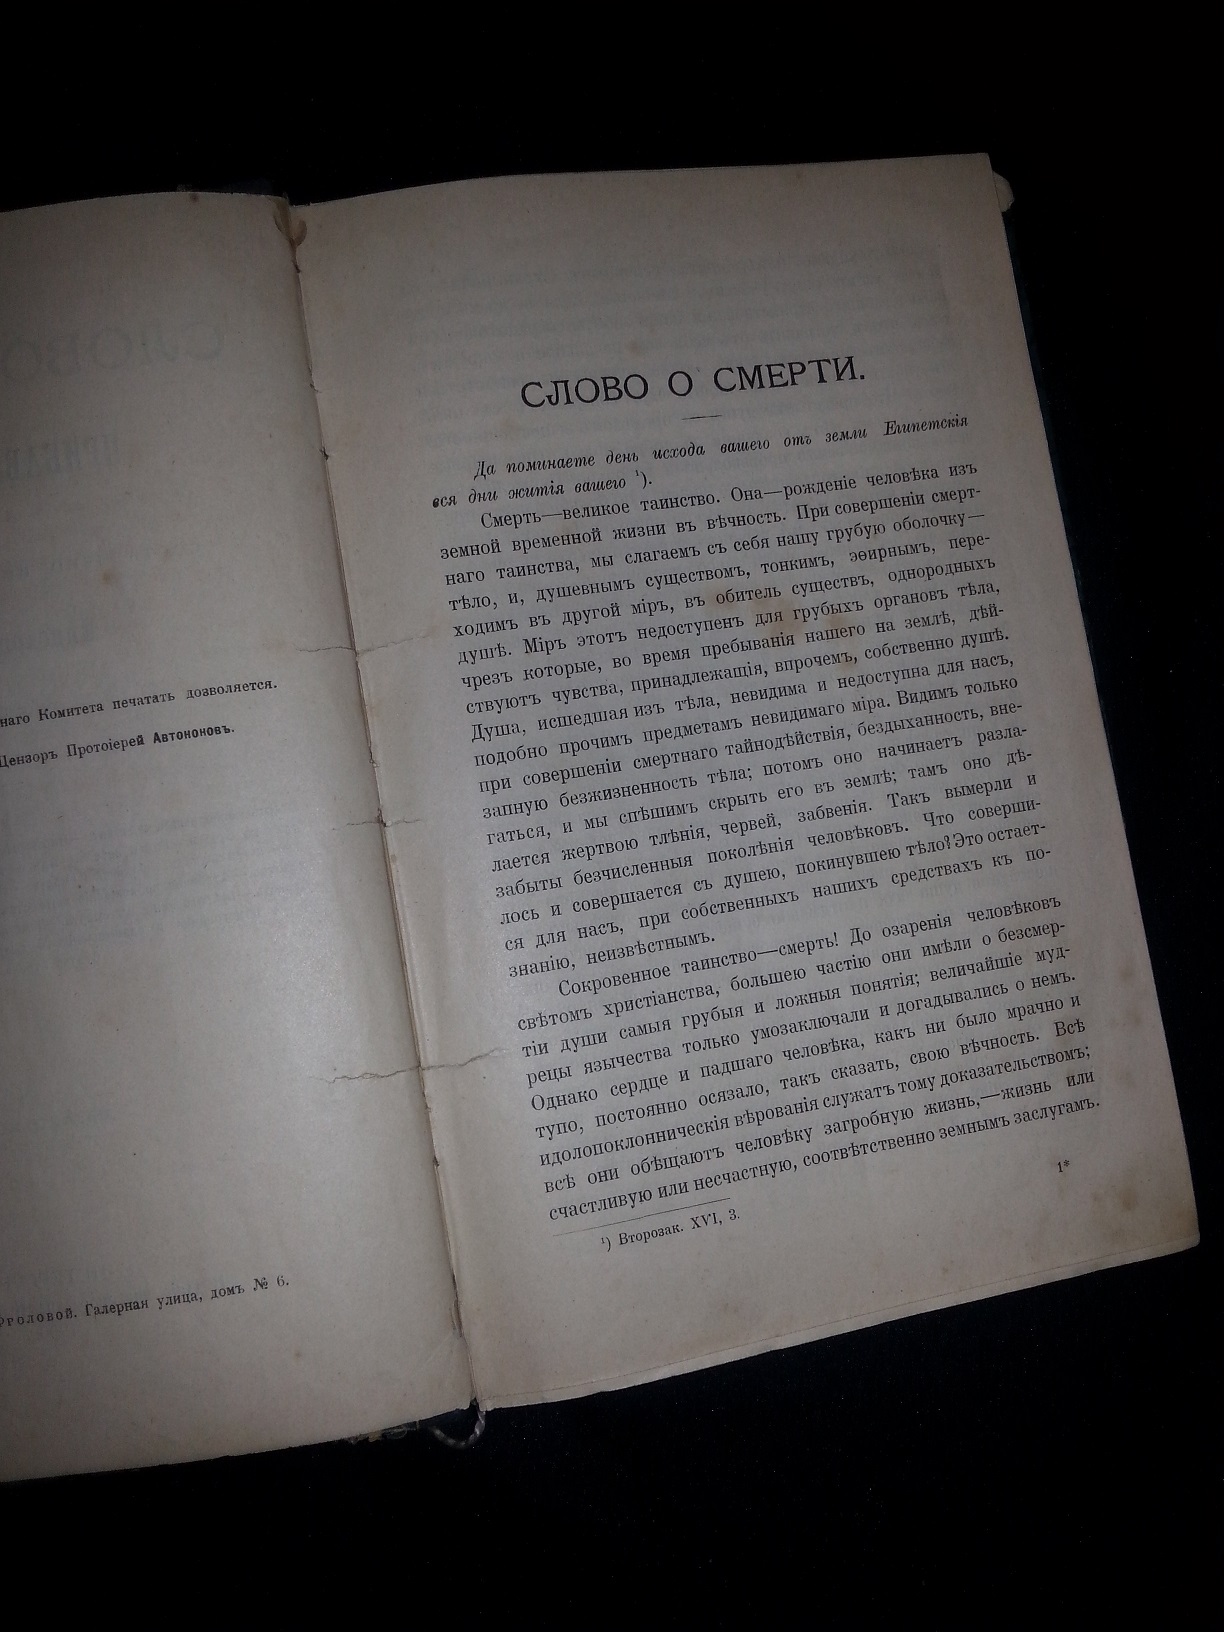 наго Комитета печатать дозволяется.
Цензоръ Протоіерей Автономовъ.
Фроловой. Галерная улица, домъ № 6.
СЛОВО О СМЕРТИ.
Да поминаете день исхода вашего отъ земли Египетскія
вся дни житія вашего ¹).
Смерть—великое таинство. Она—рожденіе человѣка изъ
земной временной жизни въ вѣчность. При совершеніи смерт-
наго таинства, мы слагаемъ съ себя нашу грубую оболочку—
тѣло, и, душевнымъ существомъ, тонкимъ, эѳирнымъ, пере-
ходимъ въ другой міръ, въ обитель существъ, однородныхъ
душѣ. Міръ этотъ недоступенъ для грубыхъ органовъ тѣла,
чрезъ которые, во время пребыванія нашего на землѣ, дѣй-
ствуютъ чувства, принадлежащія, впрочемъ, собственно душѣ.
Душа, исшедшая изъ тѣла, невидима и недоступна для насъ,
подобно прочимъ предметамъ невидимаго міра. Видимъ только
при совершеніи смертнаго тайнодѣйствія, бездыханность, вне-
запную безжизненность тѣла; потомъ оно начинаетъ разла-
гаться, и мы спѣшимъ скрыть его въ землѣ; тамъ оно дѣ-
лается жертвою тлѣнія, червей, забвенія. Такъ вымерли и
забыты безчисленныя поколѣнія человѣковъ. Что соверши-
лось и совершается съ душею, покинувшею тѣло? Это остает-
ся для насъ, при собственныхъ нашихъ средствахъ къ по-
знанію, неизвѣстнымъ.
Сокровенное таинство—смерть! До озаренія человѣковъ
свѣтомъ христіанства, большею частію они имѣли о безсмер-
тіи души самыя грубыя и ложныя понятія; величайшіе муд-
рецы язычества только умозаключали и догадывались о немъ.
Однако сердце и падшаго человѣка, какъ ни было мрачно и
тупо, постоянно осязало, такъ сказать, свою вѣчность. Всѣ
идолопоклонническія вѣрованія служатъ тому доказательствомъ;
всѣ они обѣщаютъ человѣку загробную жизнь,—жизнь или
счастливую или несчастную, соотвѣтственно земнымъ заслугамъ.
¹) Второзак. XVI, 3.
1*